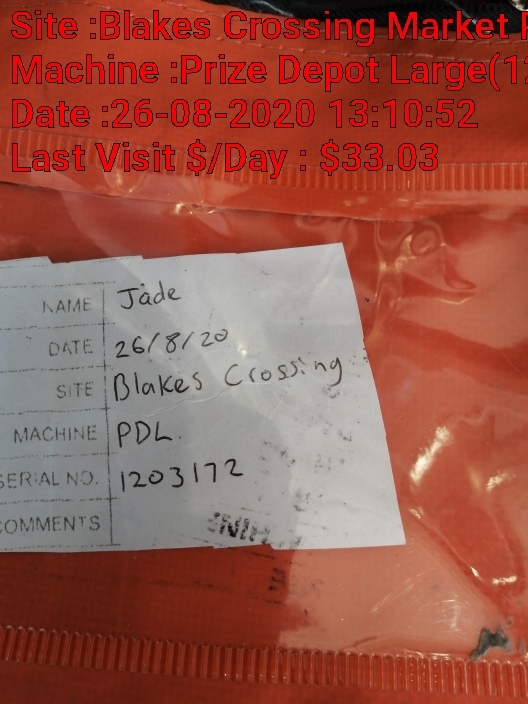 Site :Blakes Crossing Market
Machine :Prize Depot Large(12
Date :26-08-2020 13:10:52
Last Visit $/Day : $33.03
NAME Jade
DATE 26/8/20
SITE Blakes Crossing
MACHINE PDL.
SERIAL NO. 1203172
COMMENTS